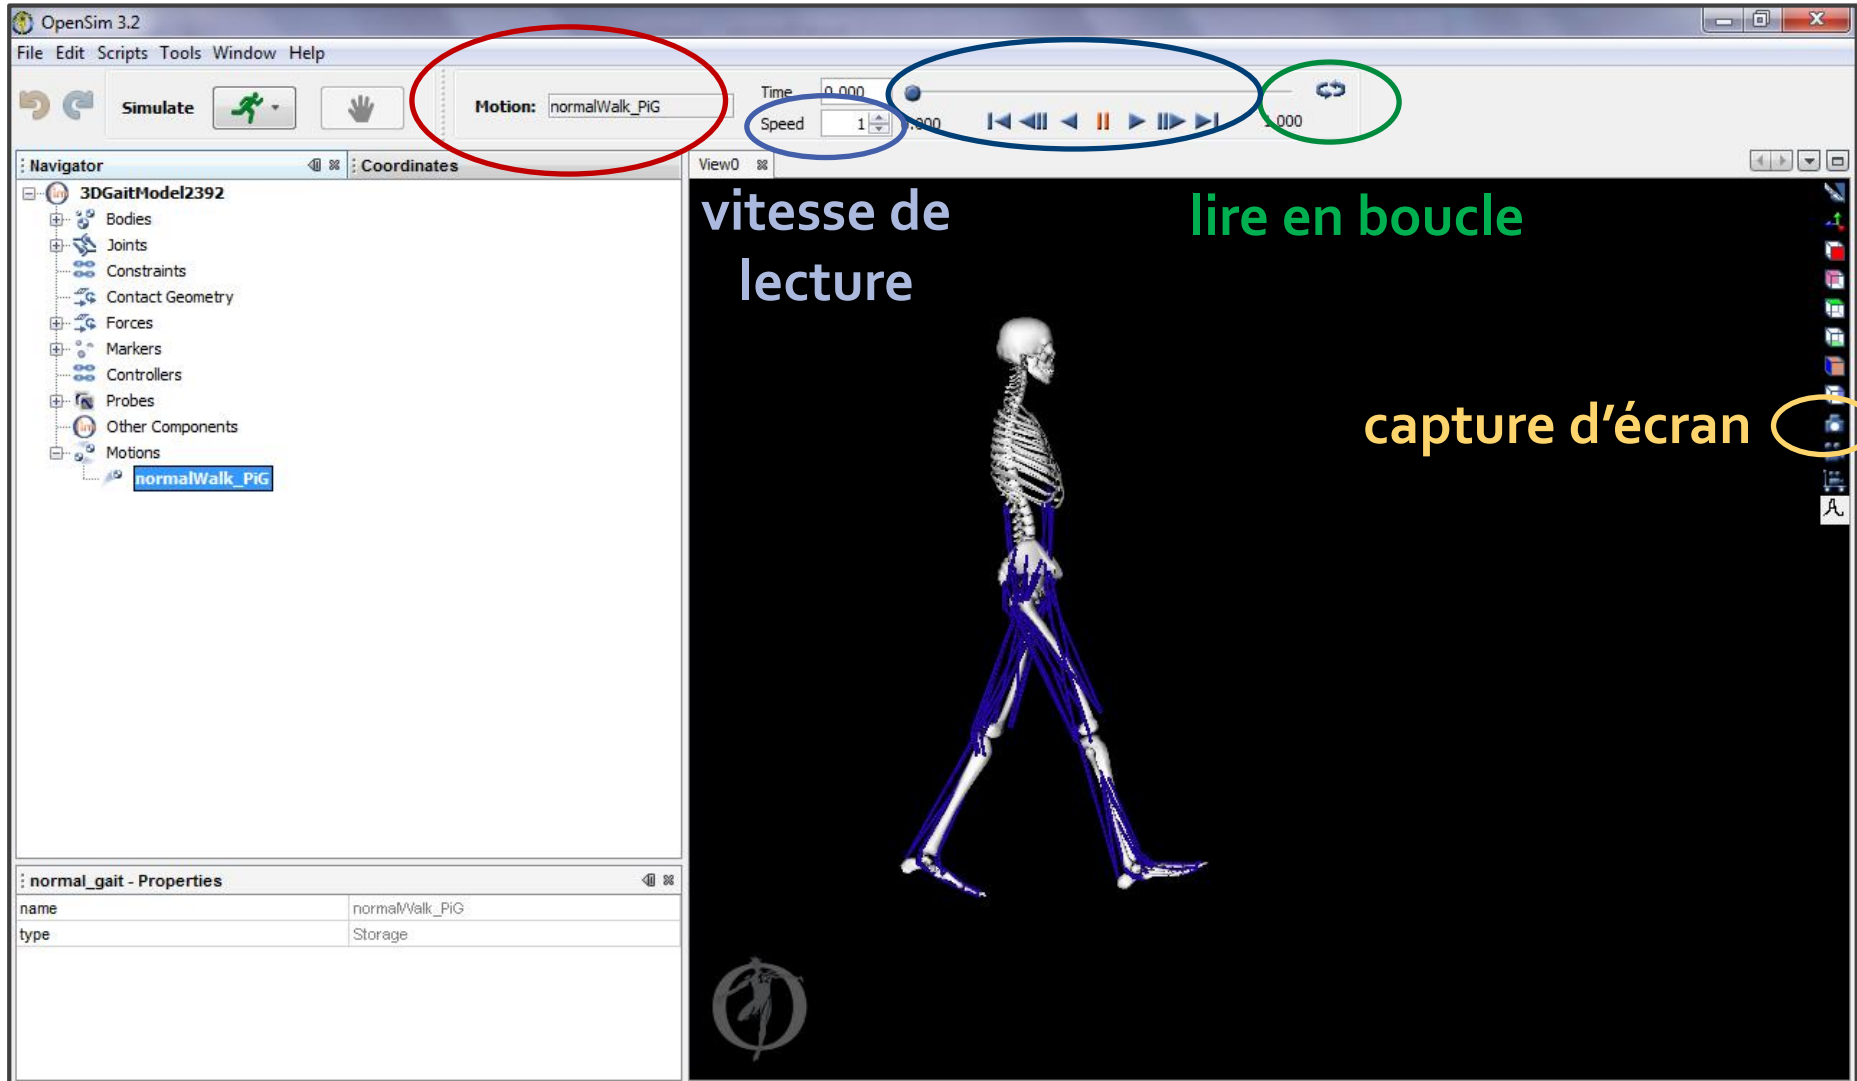 OpenSim 3.2
File Edit Scripts Tools Window Help
Simulate
Motion: normalWalk_PiG
Time 0.000
Speed 1
1.000
Navigator
Coordinates
View0
3DGaitModel2392
Bodies
Joints
Constraints
Contact Geometry
Forces
Markers
Controllers
Probes
Other Components
Motions
normalWalk_PiG
vitesse de
lecture
lire en boucle
capture d'écran
normal_gait - Properties
name normalWalk_PiG
type Storage